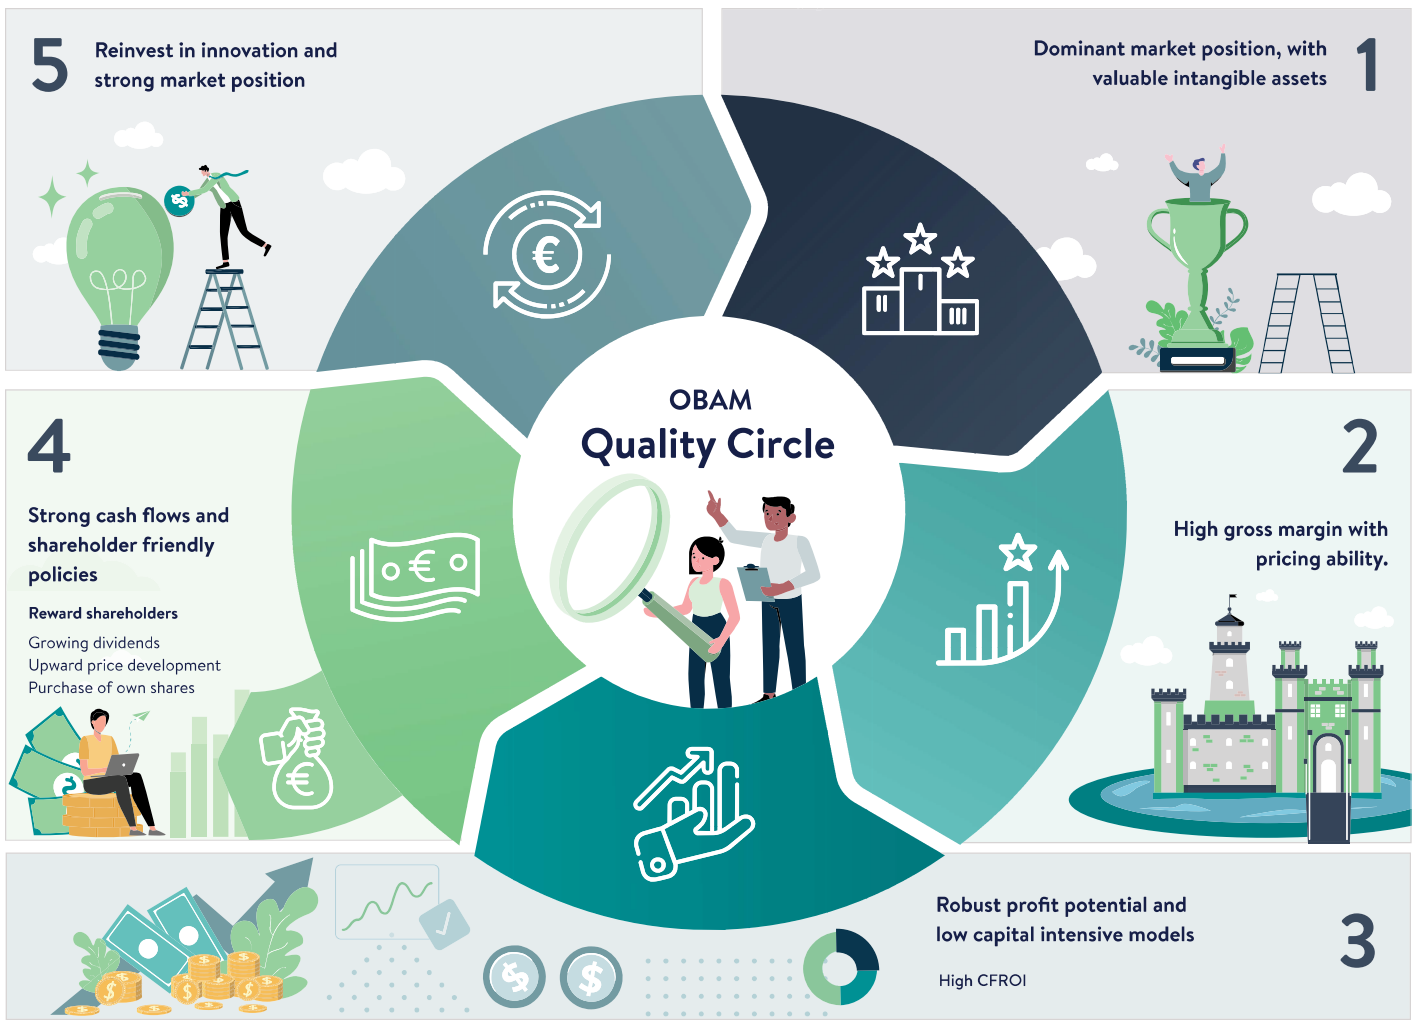 5
Reinvest in innovation and
strong market position
1
Dominant market position, with
valuable intangible assets
OBAM
Quality Circle
2
High gross margin with
pricing ability.
3
Robust profit potential and
low capital intensive models
High CFROI
4
Strong cash flows and
shareholder friendly
policies
Reward shareholders
Growing dividends
Upward price development
Purchase of own shares